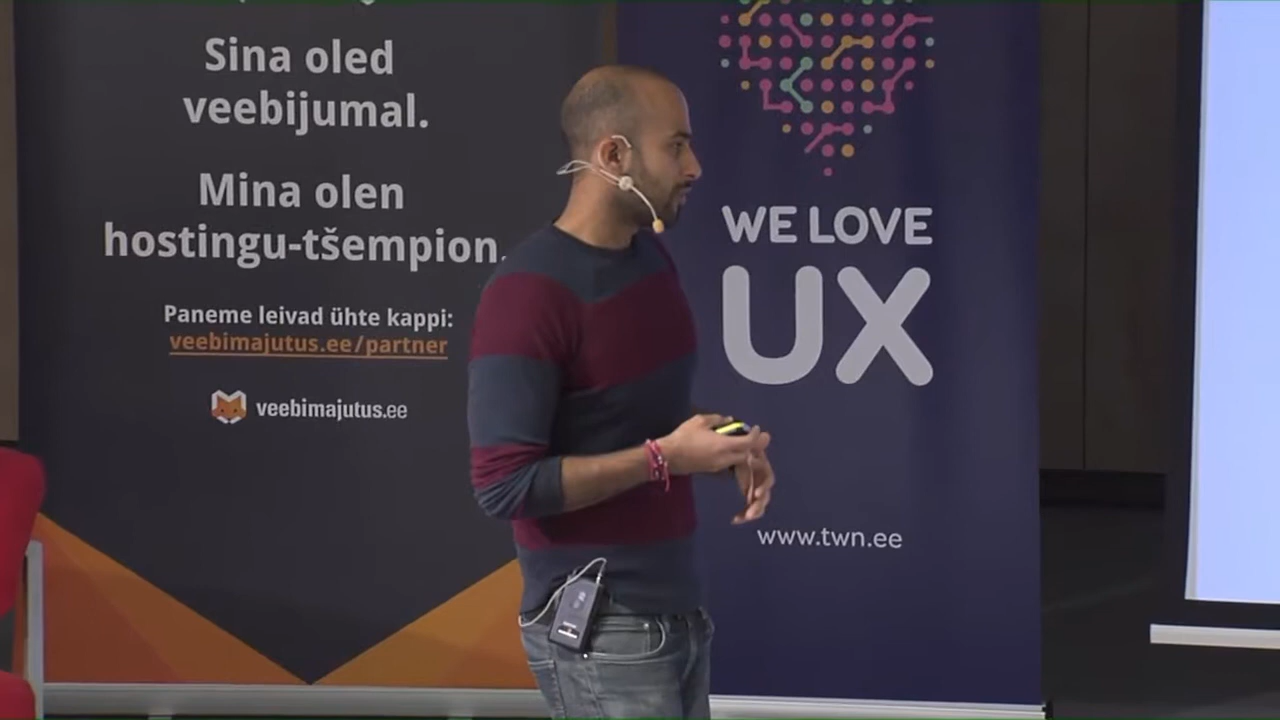 Sina oled
veebijumal.
Mina olen
hostingu-tšempion.
Paneme leivad ühte kappi:
veebimajutus.ee/partner
veebimajutus.ee
WE LOVE
UX
www.twn.ee